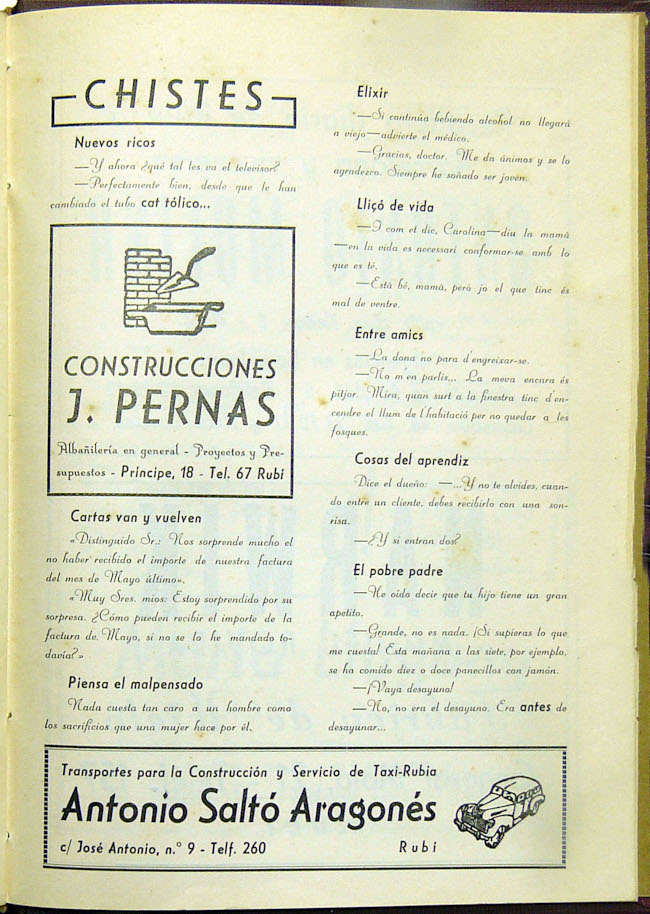 CHISTES
Nuevos ricos
—Y ahora ¿qué tal les va el televisor?
—Perfectamente bien, desde que le han
cambiado el tubo cat tólico...
CONSTRUCCIONES
J. PERNAS
Albañilería en general - Proyectos y Pre-
supuestos - Príncipe, 18 - Tel. 67 Rubí
Cartas van y vuelven
«Distinguido Sr.: Nos sorprende mucho el
no haber recibido el importe de nuestra factura
del mes de Mayo último».
«Muy Sres. míos: Estoy sorprendido por su
sorpresa. ¿Cómo pueden recibir el importe de la
factura de Mayo, si no se lo he mandado to-
davía?»
Piensa el malpensado
Nada cuesta tan caro a un hombre como
los sacrificios que una mujer hace por él.
Elixir
—Si continúa bebiendo alcohol no llegará
a viejo—advierte el médico.
—Gracias, doctor. Me da ánimos y se lo
agradezco. Siempre he soñado ser joven.
Lliçó de vida
—I com et dic, Carolina—diu la mamà
—en la vida es necessari conformar-se amb lo
que es té.
—Està bé, mamà, però jo el que tinc és
mal de ventre.
Entre amics
—La dona no para d'engreixar-se.
—No m'en parlis... La meva encara és
pitjor. Mira, quan surt a la finestra tinc d'en-
cendre el llum de l'habitació per no quedar a les
fosques.
Cosas del aprendiz
Dice el dueño: —...Y no te olvides, cuan-
do entre un cliente, debes recibirlo con una son-
risa.
—¿Y si entran dos?
El pobre padre
—He oído decir que tu hijo tiene un gran
apetito.
—Grande, no es nada. ¡Si supieras lo que
me cuesta! Esta mañana a las siete, por ejemplo,
se ha comido diez o doce panecillos con jamón.
—¡Vaya desayuno!
—No, no era el desayuno. Era antes de
desayunar...
Transportes para la Construcción y Servicio de Taxi-Rubia
Antonio Saltó Aragonés
c/ José Antonio, n.º 9 - Telf. 260 Rubí